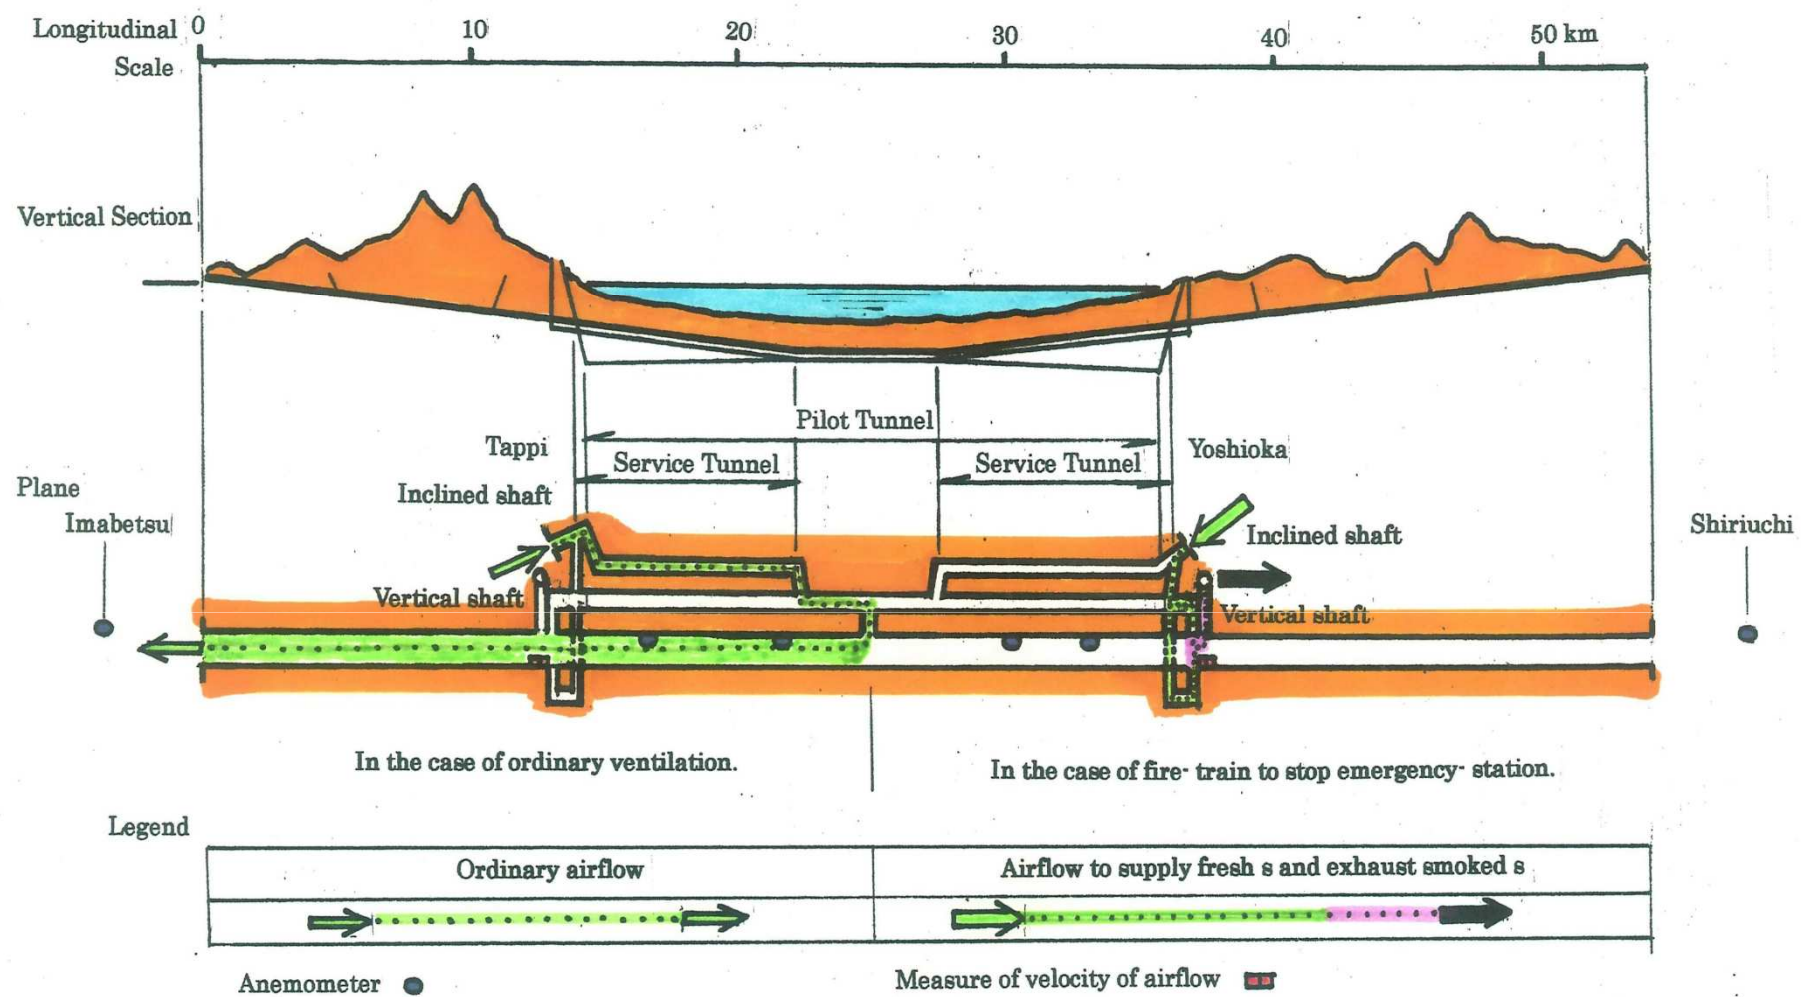 Longitudinal Scale
0 10 20 30 40 50 km
Vertical Section
Pilot Tunnel
Tappi
Service Tunnel
Service Tunnel
Yoshioka
Plane
Inclined shaft
Imabetsu
Shiriuchi
Inclined shaft
Vertical shaft
Vertical shaft
In the case of ordinary ventilation.
In the case of fire- train to stop emergency- station.
Legend
Ordinary airflow
Airflow to supply fresh s and exhaust smoked s
Anemometer
Measure of velocity of airflow